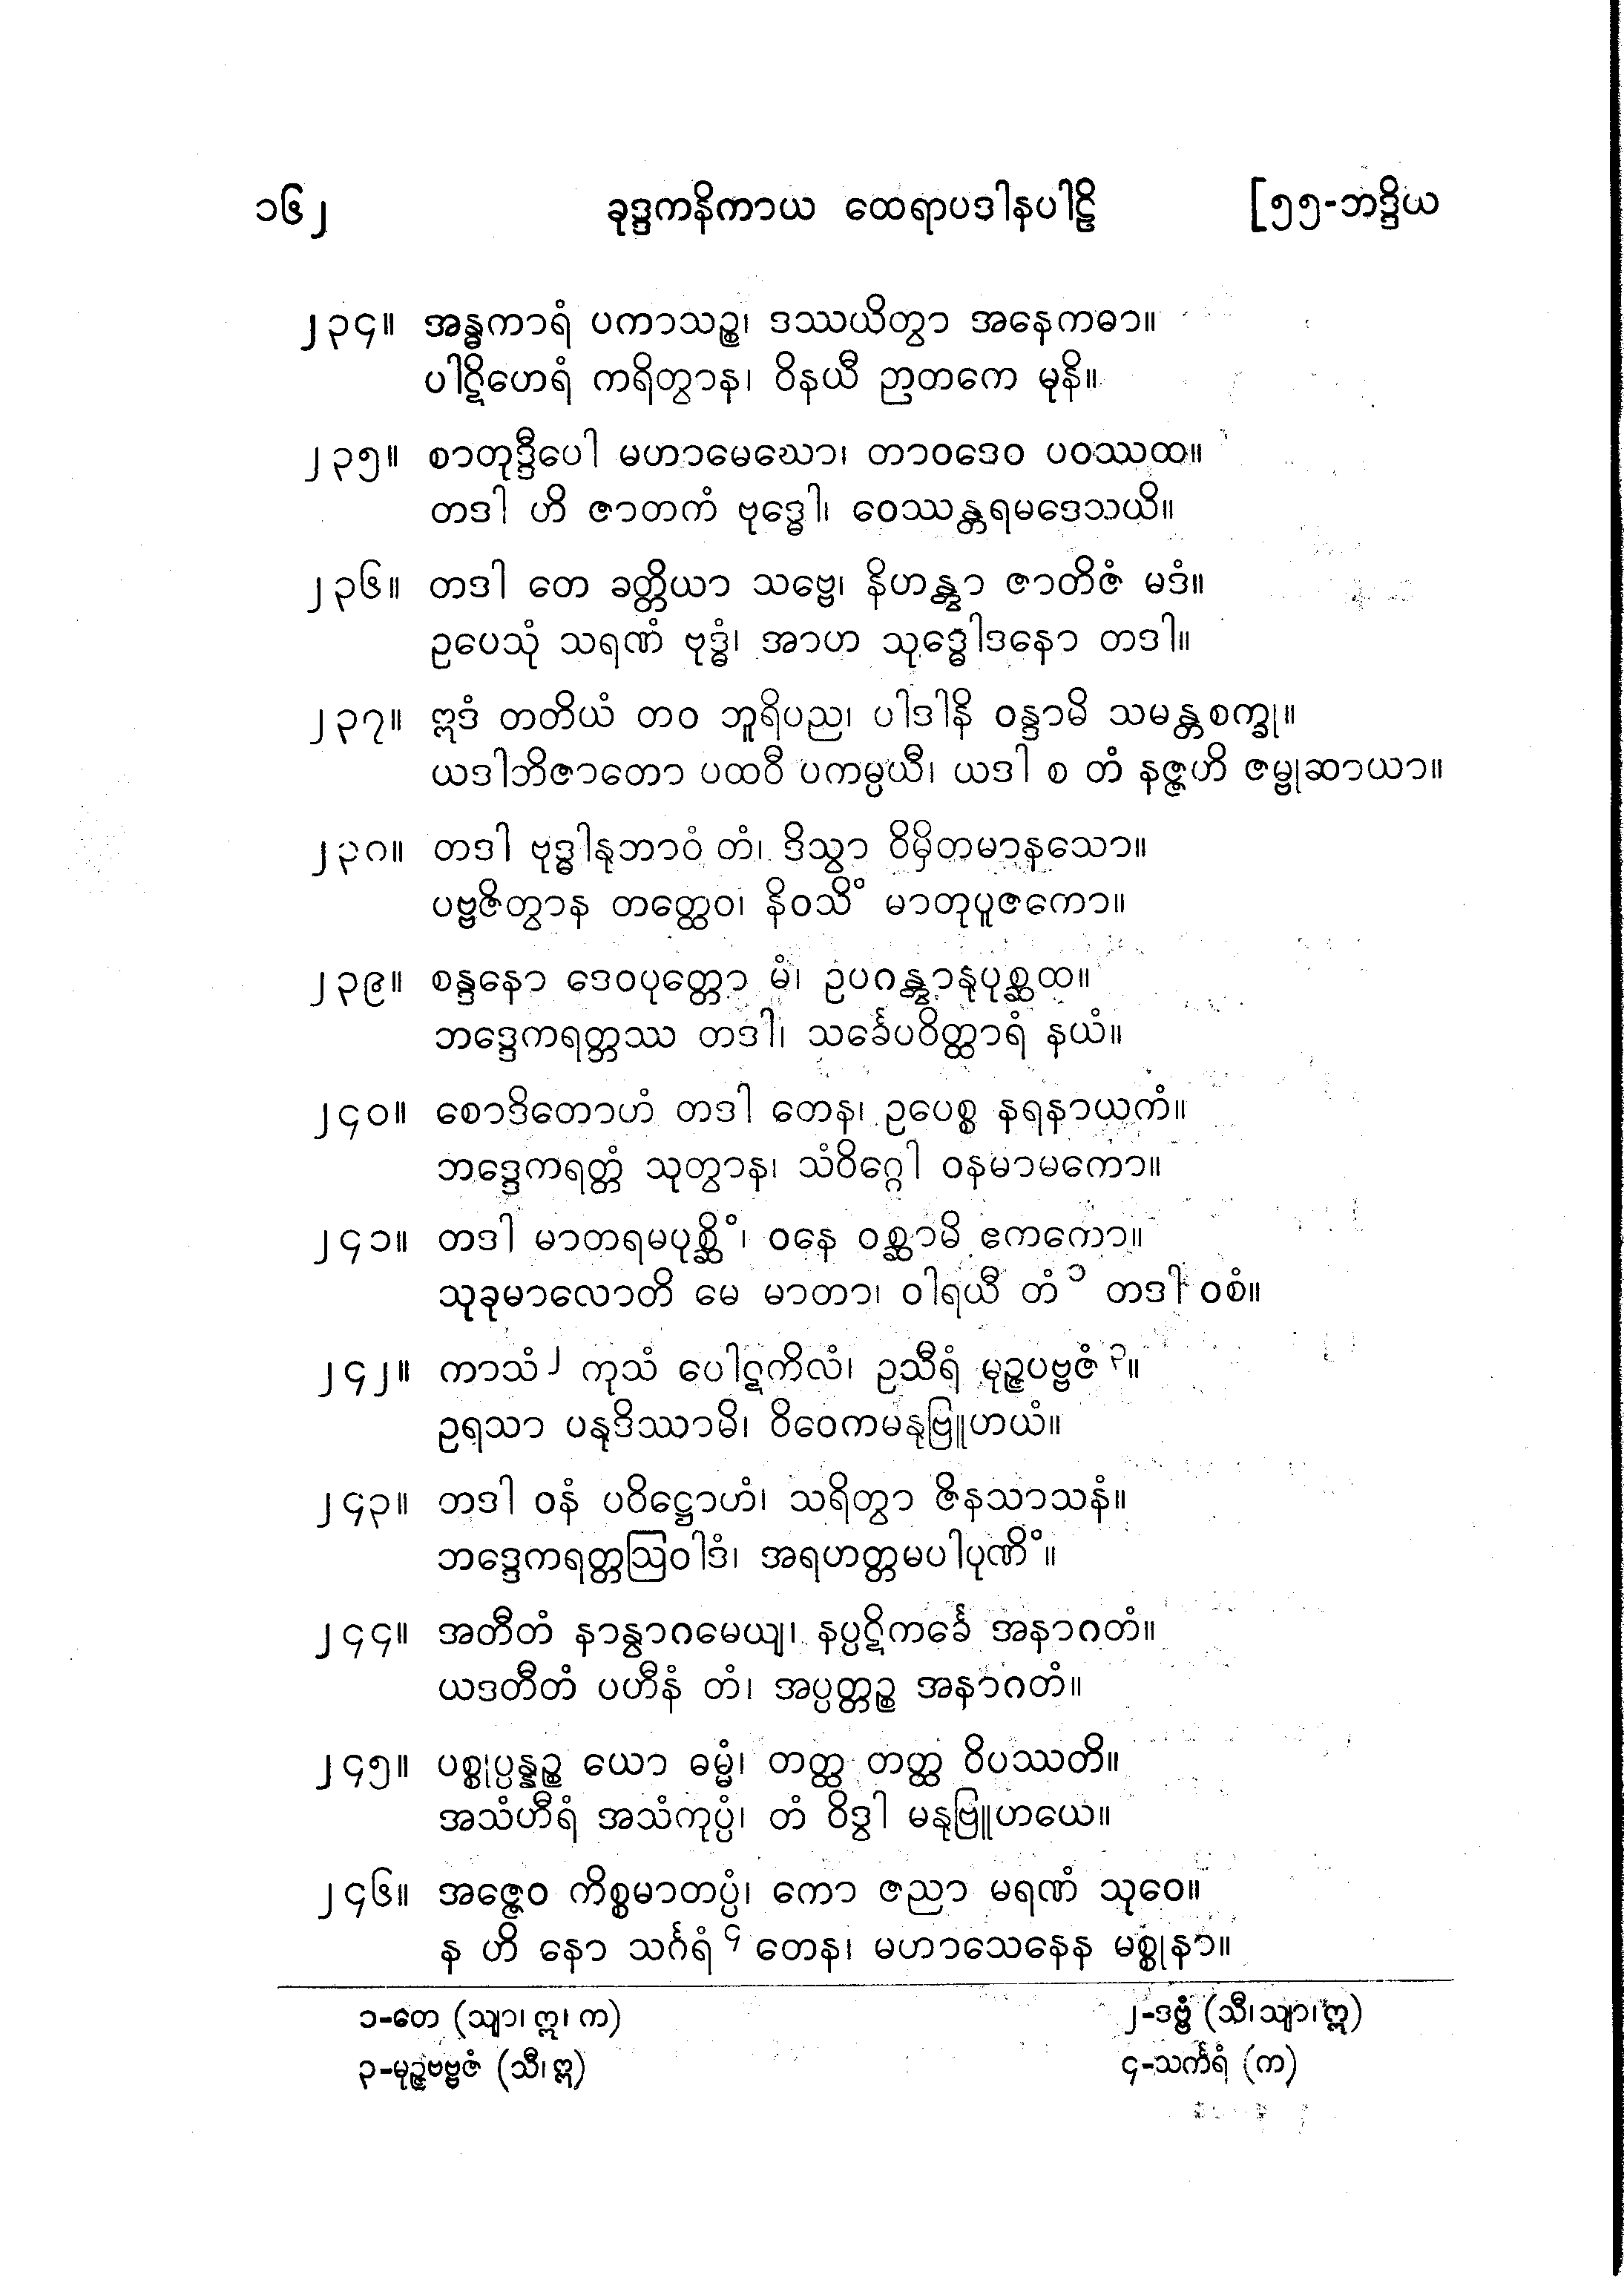 ၁၆၂ ခုဒ္ဒကနိကာယ ထေရာပဒါနပါဠိ [၅၅-ဘဒ္ဒိယ
၂၃၄။ အန္ဓကာရံ ပကာသဉ္စ၊ ဒဿယိတွာ အနေကဓာ။
ပါဋိဟေရံ ကရိတွာန၊ ဝိနယီ ဉာတကေ မုနိ။
၂၃၅။ စာတုဒ္ဒီပေါ မဟာမေဃော၊ တာဝဒေဝ ပဝဿထ။
တဒါ ဟိ ဇာတကံ ဗုဒ္ဓေါ၊ ဝေဿန္တရမဒေသယိ။
၂၃၆။ တဒါ တေ ခတ္တိယာ သဗ္ဗေ၊ နိဟန္တွာ ဇာတိဇံ မဒံ။
ဥပေသုံ သရဏံ ဗုဒ္ဓံ၊ အာဟ သုဒ္ဓေါဒနော တဒါ။
၂၃၇။ ဣဒံ တတိယံ တဝ ဘူရိပည၊ ပါဒါနိ ဝန္ဒာမိ သမန္တစက္ခု။
ယဒါဘိဇာတော ပထဝီ ပကမ္ပယီ၊ ယဒါ စ တံ နဇ္ဇဟိ ဇမ္ဗုဆာယာ။
၂၃၈။ တဒါ ဗုဒ္ဓါနုဘာဝံ တံ၊ ဒိသွာ ဝိမှိတမာနသော။
ပဗ္ဗဇိတွာန တတ္ထေဝ၊ နိဝသိံ မာတုပူဇကော။
၂၃၉။ စန္ဒနော ဒေဝပုတ္တော မံ၊ ဥပဂန္တွာနုပုစ္ဆထ။
ဘဒ္ဒေကရတ္တဿ တဒါ၊ သင်္ခေပဝိတ္ထာရံ နယံ။
၂၄၀။ စောဒိတောဟံ တဒါ တေန၊ ဥပေစ္စ နရနာယကံ။
ဘဒ္ဒေကရတ္တံ သုတွာန၊ သံဝိဂ္ဂေါ ဝနမာမကော။
၂၄၁။ တဒါ မာတရမပုစ္ဆိံ၊ ဝနေ ဝစ္ဆာမိ ဧကကော။
သုခုမာလောတိ မေ မာတာ၊ ဝါရယီ တံ ၁ တဒါ ဝစံ။
၂၄၂။ ကာသံ ၂ ကုသံ ပေါဋကိလံ၊ ဥသီရံ မုဉ္ဇပဗ္ဗဇံ ၃။
ဥရသာ ပနုဒိဿာမိ၊ ဝိဝေကမနုဗြူဟယံ။
၂၄၃။ တဒါ ဝနံ ပဝိဋ္ဌောဟံ၊ သရိတွာ ဇိနသာသနံ။
ဘဒ္ဒေကရတ္တဩဝါဒံ၊ အရဟတ္တမပါပုဏိံ။
၂၄၄။ အတီတံ နာနွာဂမေယျ၊ နပ္ပဋိကင်္ခေ အနာဂတံ။
ယဒတီတံ ပဟီနံ တံ၊ အပ္ပတ္တဉ္စ အနာဂတံ။
၂၄၅။ ပစ္စုပ္ပန္နဉ္စ ယော ဓမ္မံ၊ တတ္ထ တတ္ထ ဝိပဿတိ။
အသံဟီရံ အသံကုပ္ပံ၊ တံ ဝိဒွါ မနုဗြူဟယေ။
၂၄၆။ အဇ္ဇေဝ ကိစ္စမာတပ္ပံ၊ ကော ဇညာ မရဏံ သုဝေ။
န ဟိ နော သင်္ဂရံ ၄ တေန၊ မဟာသေနေန မစ္စုနာ။
၁-တေ (သျာ၊ ဣ၊ က) ၂-ဒဗ္ဗံ (သီ၊သျာ၊ဣ)
၃-မုဉ္ဇဗဗ္ဗဇံ (သီ၊ဣ) ၄-သင်္ကရံ (က)